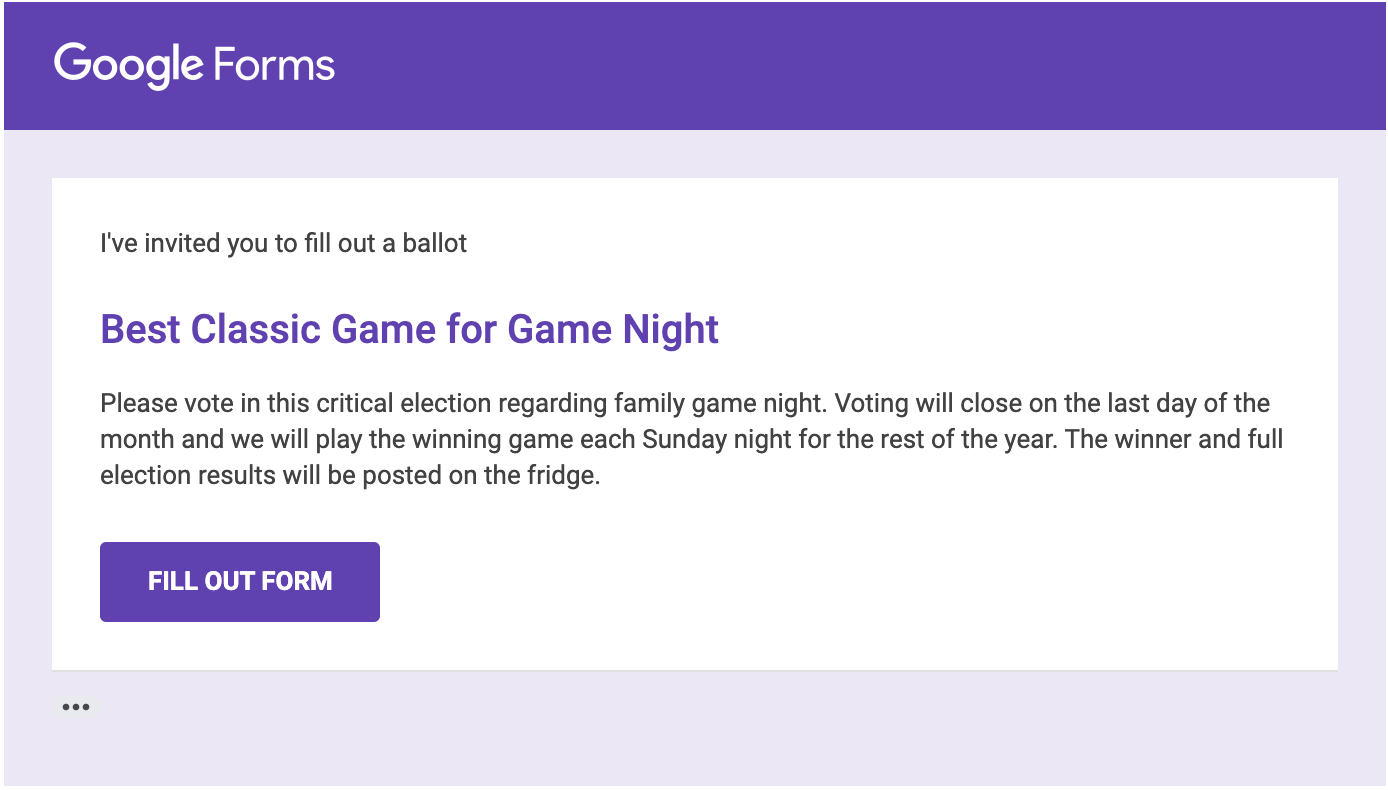 Google Forms
I've invited you to fill out a ballot
Best Classic Game for Game Night
Please vote in this critical election regarding family game night. Voting will close on the last day of the
month and we will play the winning game each Sunday night for the rest of the year. The winner and full
election results will be posted on the fridge.
FILL OUT FORM